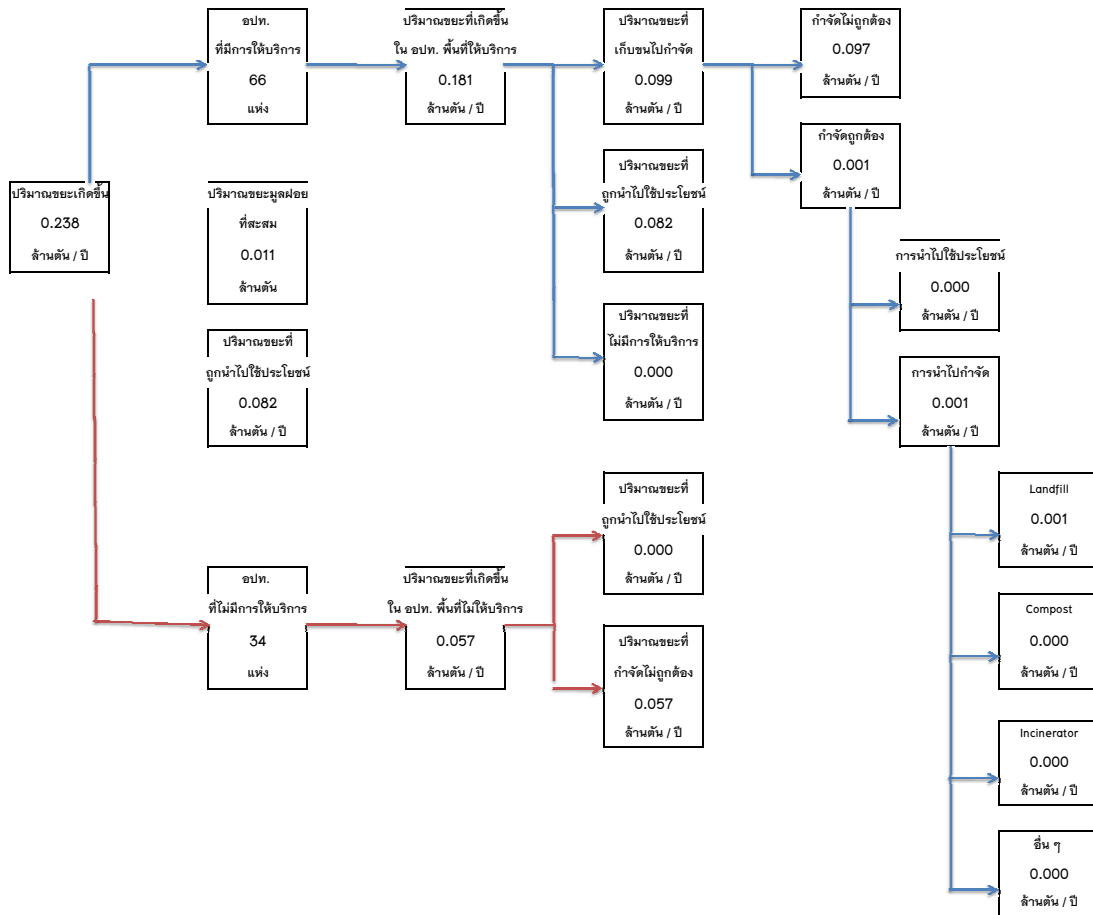 อปท.
ที่มีการให้บริการ
66
แห่ง
ปริมาณขยะที่เกิดขึ้น
ใน อปท. พื้นที่ให้บริการ
0.181
ล้านตัน / ปี
ปริมาณขยะที่
เก็บขนไปกำจัด
0.099
ล้านตัน / ปี
กำจัดไม่ถูกต้อง
0.097
ล้านตัน / ปี
กำจัดถูกต้อง
0.001
ล้านตัน / ปี
ปริมาณขยะเกิดขึ้น
0.238
ล้านตัน / ปี
ปริมาณขยะมูลฝอย
ที่สะสม
0.011
ล้านตัน
ปริมาณขยะที่
ถูกนำไปใช้ประโยชน์
0.082
ล้านตัน / ปี
การนำไปใช้ประโยชน์
0.000
ล้านตัน / ปี
ปริมาณขยะที่
ไม่มีการให้บริการ
0.000
ล้านตัน / ปี
ปริมาณขยะที่
ถูกนำไปใช้ประโยชน์
0.082
ล้านตัน / ปี
การนำไปกำจัด
0.001
ล้านตัน / ปี
ปริมาณขยะที่
ถูกนำไปใช้ประโยชน์
0.000
ล้านตัน / ปี
Landfill
0.001
ล้านตัน / ปี
อปท.
ที่ไม่มีการให้บริการ
34
แห่ง
ปริมาณขยะที่เกิดขึ้น
ใน อปท. พื้นที่ไม่ให้บริการ
0.057
ล้านตัน / ปี
ปริมาณขยะที่
กำจัดไม่ถูกต้อง
0.057
ล้านตัน / ปี
Compost
0.000
ล้านตัน / ปี
Incinerator
0.000
ล้านตัน / ปี
อื่น ๆ
0.000
ล้านตัน / ปี